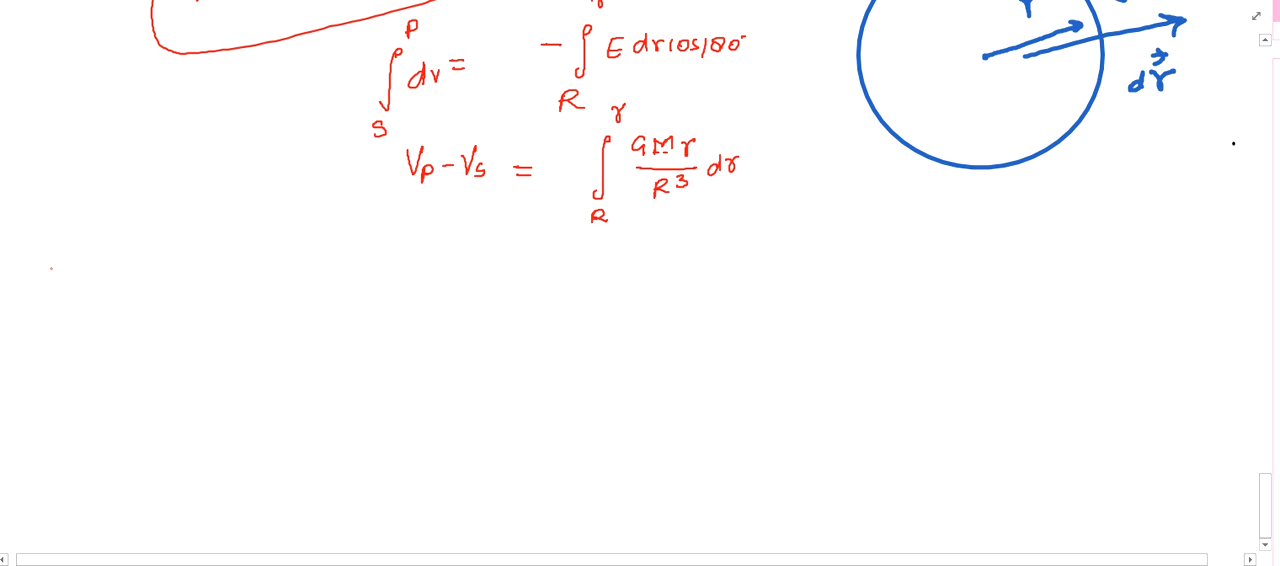 P
∫ dv = - ∫ E dr cos180°
S R
r
Vp - Vs = ∫ GMr/R³ dr
R
r
dr⃗